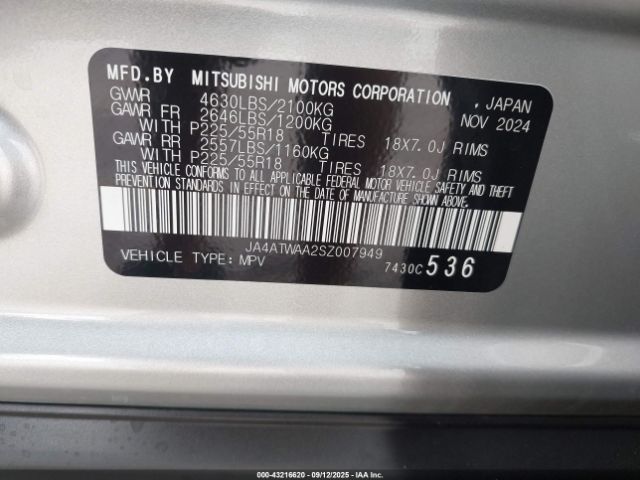 MFD.BY MITSUBISHI MOTORS CORPORATION , JAPAN
GVWR 4630LBS/2100KG NOV 2024
GAWR FR 2646LBS/1200KG
WITH P225/55R18 TIRES 18X7.0J RIMS
GAWR RR 2557LBS/1160KG
WITH P225/55R18 TIRES 18X7.0J RIMS
THIS VEHICLE CONFORMS TO ALL APPLICABLE FEDERAL MOTOR VEHICLE SAFETY AND THEFT
PREVENTION STANDARDS IN EFFECT ON THE DATE OF MANUFACTURE SHOWN ABOVE.
JA4ATWAA2SZ007949
VEHICLE TYPE: MPV 7430C 536
000-43216620 - 09/12/2025 - IAA Inc.